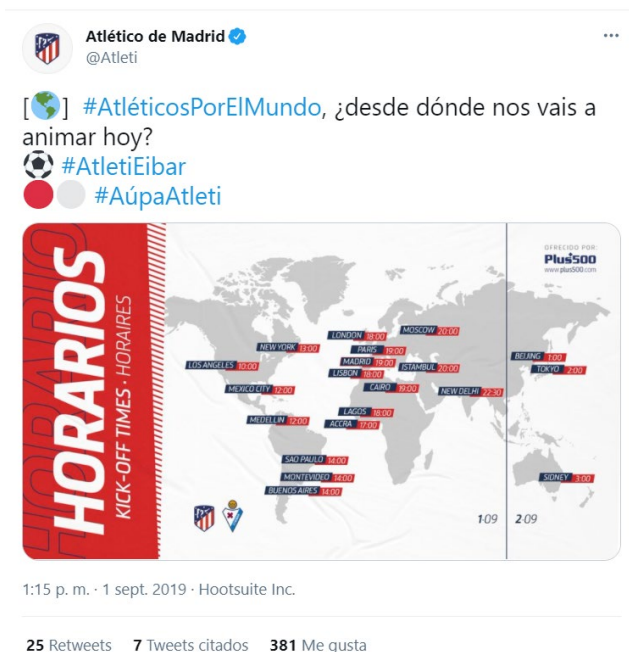 Atlético de Madrid
@Atleti
[🌎] #AtléticosPorElMundo, ¿desde dónde nos vais a
animar hoy?
⚽ #AtletiEibar
🔴⚪ #AúpaAtleti
HORARIO
HORARIOS
KICK-OFF TIMES · HORAIRES
OFRECIDO POR:
Plus500
www.plus500.com
LONDON 18:00
MOSCOW 20:00
NEW YORK 13:00
PARIS 19:00
BEIJING 1:00
LOS ANGELES 10:00
MADRID 19:00
ISTAMBUL 20:00
TOKYO 2:00
LISBON 18:00
MEXICO CITY 12:00
CAIRO 19:00
NEW DELHI 22:30
LAGOS 18:00
MEDELLIN 12:00
ACCRA 17:00
SAO PAULO 14:00
MONTEVIDEO 14:00
SIDNEY 3:00
BUENOS AIRES 14:00
1·09 2·09
1:15 p. m. · 1 sept. 2019 · Hootsuite Inc.
25 Retweets 7 Tweets citados 381 Me gusta